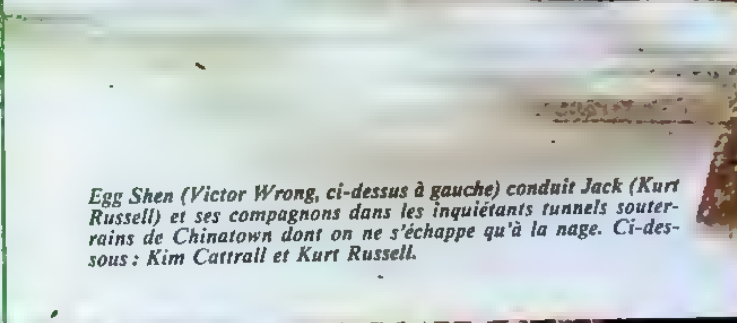 Egg Shen (Victor Wrong, ci-dessus à gauche) conduit Jack (Kurt
Russell) et ses compagnons dans les inquiétants tunnels souter-
rains de Chinatown dont on ne s'échappe qu'à la nage. Ci-des-
sous : Kim Cattrall et Kurt Russell.